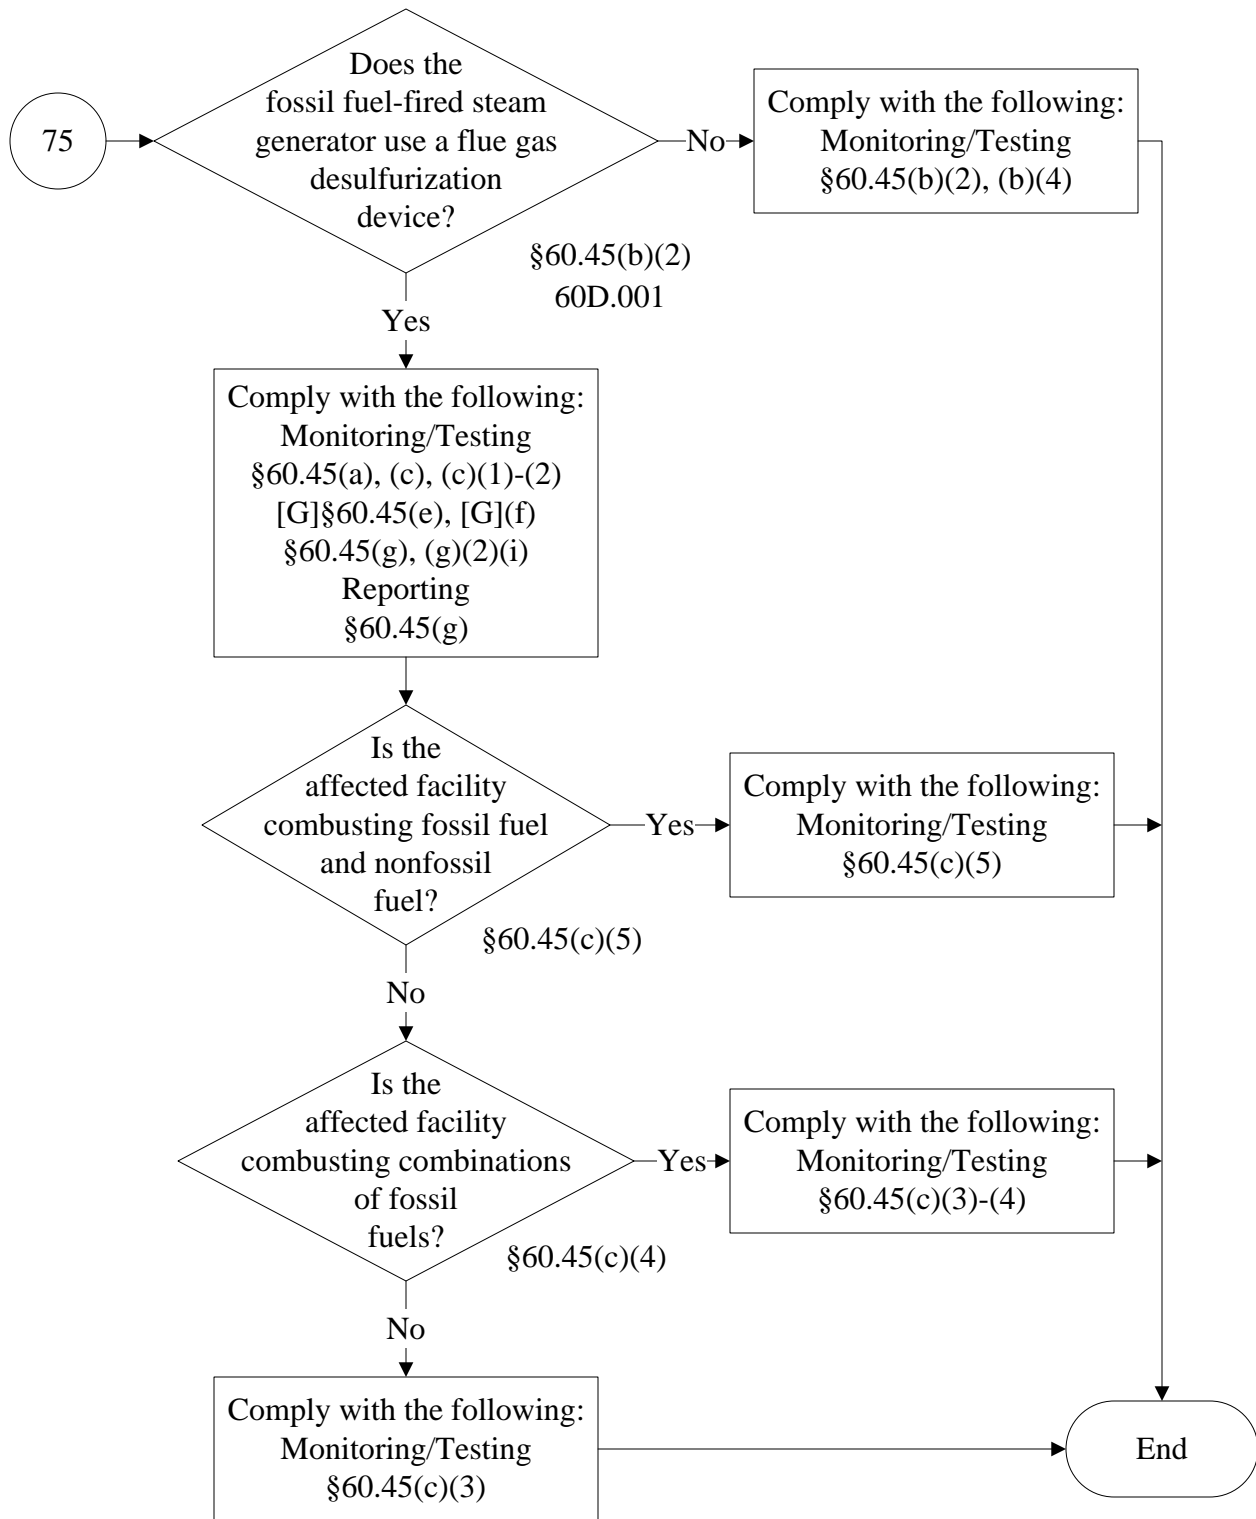 75
Does the
fossil fuel-fired steam
generator use a flue gas
desulfurization
device?
No
Comply with the following:
Monitoring/Testing
§60.45(b)(2), (b)(4)
§60.45(b)(2)
60D.001
Yes
Comply with the following:
Monitoring/Testing
§60.45(a), (c), (c)(1)-(2)
[G]§60.45(e), [G](f)
§60.45(g), (g)(2)(i)
Reporting
§60.45(g)
Is the
affected facility
combusting fossil fuel
and nonfossil
fuel?
Yes
Comply with the following:
Monitoring/Testing
§60.45(c)(5)
§60.45(c)(5)
No
Is the
affected facility
combusting combinations
of fossil
fuels?
Yes
Comply with the following:
Monitoring/Testing
§60.45(c)(3)-(4)
§60.45(c)(4)
No
Comply with the following:
Monitoring/Testing
§60.45(c)(3)
End